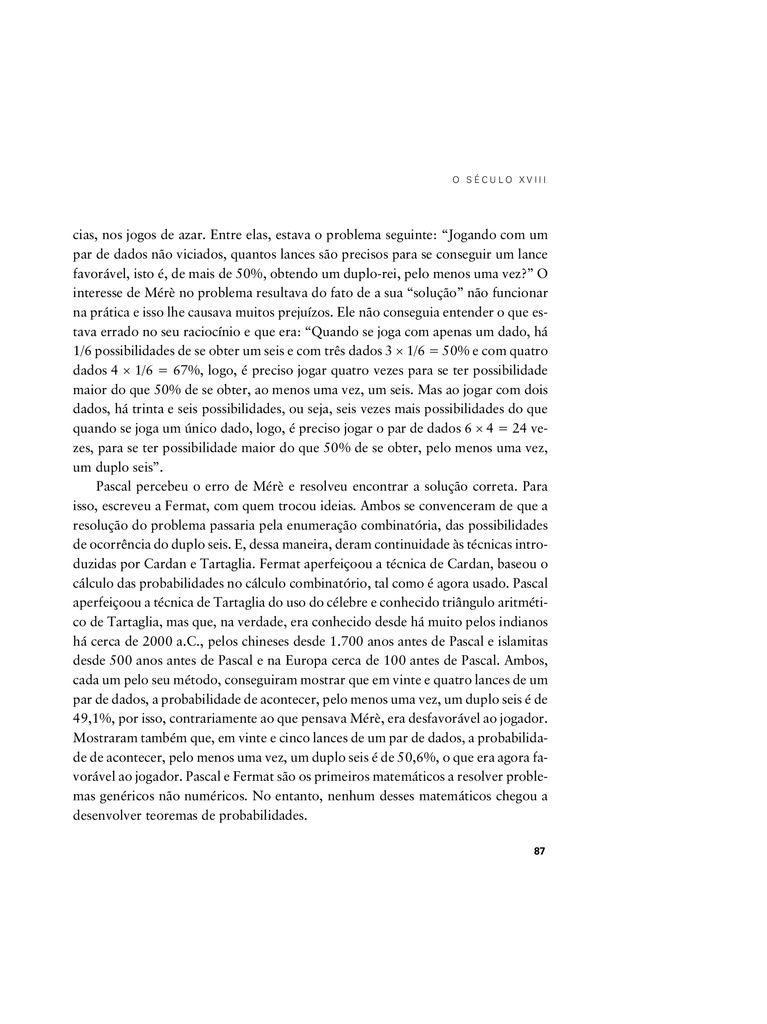 O SÉCULO XVIII
cias, nos jogos de azar. Entre elas, estava o problema seguinte: “Jogando com um
par de dados não viciados, quantos lances são precisos para se conseguir um lance
favorável, isto é, de mais de 50%, obtendo um duplo-rei, pelo menos uma vez?” O
interesse de Mérè no problema resultava do fato de a sua “solução” não funcionar
na prática e isso lhe causava muitos prejuízos. Ele não conseguia entender o que es-
tava errado no seu raciocínio e que era: “Quando se joga com apenas um dado, há
1/6 possibilidades de se obter um seis e com três dados 3 × 1/6 = 50% e com quatro
dados 4 × 1/6 = 67%, logo, é preciso jogar quatro vezes para se ter possibilidade
maior do que 50% de se obter, ao menos uma vez, um seis. Mas ao jogar com dois
dados, há trinta e seis possibilidades, ou seja, seis vezes mais possibilidades do que
quando se joga um único dado, logo, é preciso jogar o par de dados 6 × 4 = 24 ve-
zes, para se ter possibilidade maior do que 50% de se obter, pelo menos uma vez,
um duplo seis”.
Pascal percebeu o erro de Mérè e resolveu encontrar a solução correta. Para
isso, escreveu a Fermat, com quem trocou ideias. Ambos se convenceram de que a
resolução do problema passaria pela enumeração combinatória, das possibilidades
de ocorrência do duplo seis. E, dessa maneira, deram continuidade às técnicas intro-
duzidas por Cardan e Tartaglia. Fermat aperfeiçoou a técnica de Cardan, baseou o
cálculo das probabilidades no cálculo combinatório, tal como é agora usado. Pascal
aperfeiçoou a técnica de Tartaglia do uso do célebre e conhecido triângulo aritméti-
co de Tartaglia, mas que, na verdade, era conhecido desde há muito pelos indianos
há cerca de 2000 a.C., pelos chineses desde 1.700 anos antes de Pascal e islamitas
desde 500 anos antes de Pascal e na Europa cerca de 100 antes de Pascal. Ambos,
cada um pelo seu método, conseguiram mostrar que em vinte e quatro lances de um
par de dados, a probabilidade de acontecer, pelo menos uma vez, um duplo seis é de
49,1%, por isso, contrariamente ao que pensava Mérè, era desfavorável ao jogador.
Mostraram também que, em vinte e cinco lances de um par de dados, a probabilida-
de de acontecer, pelo menos uma vez, um duplo seis é de 50,6%, o que era agora fa-
vorável ao jogador. Pascal e Fermat são os primeiros matemáticos a resolver proble-
mas genéricos não numéricos. No entanto, nenhum desses matemáticos chegou a
desenvolver teoremas de probabilidades.
87